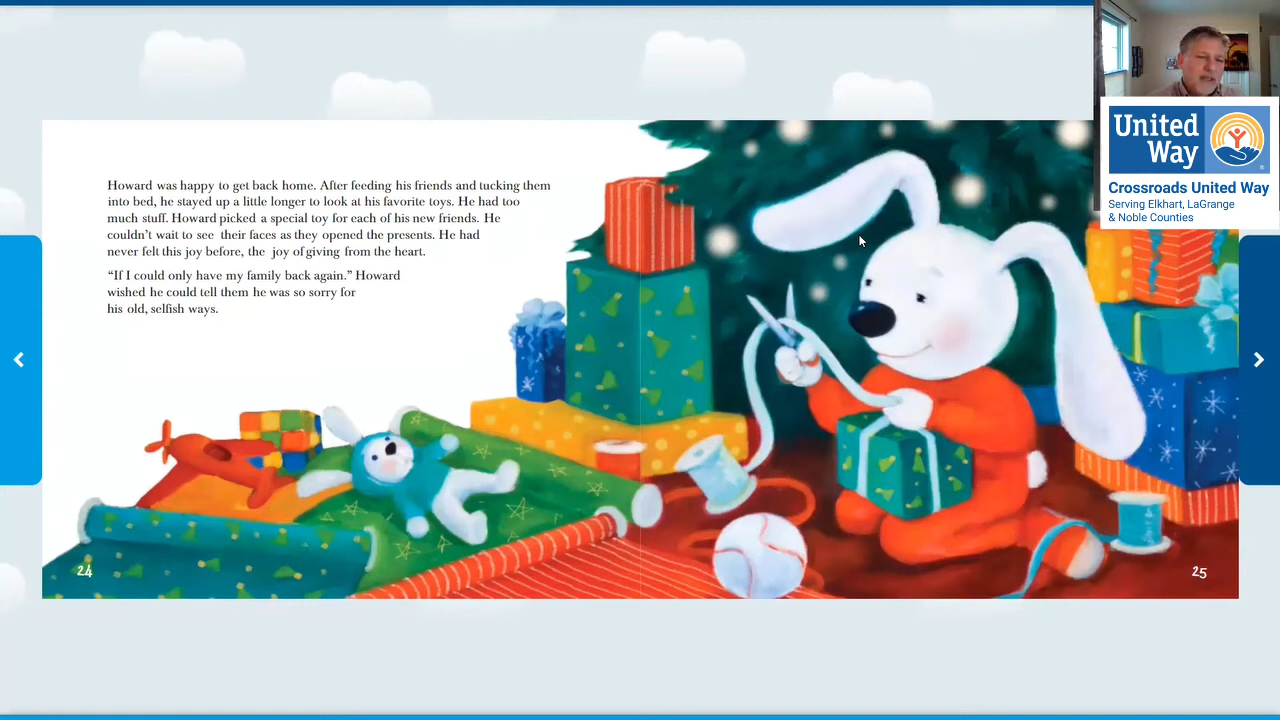 United
Way
Crossroads United Way
Serving Elkhart, LaGrange
& Noble Counties
Howard was happy to get back home. After feeding his friends and tucking them
into bed, he stayed up a little longer to look at his favorite toys. He had too
much stuff. Howard picked a special toy for each of his new friends. He
couldn't wait to see their faces as they opened the presents. He had
never felt this joy before, the joy of giving from the heart.
“If I could only have my family back again.” Howard
wished he could tell them he was so sorry for
his old, selfish ways.
24
25